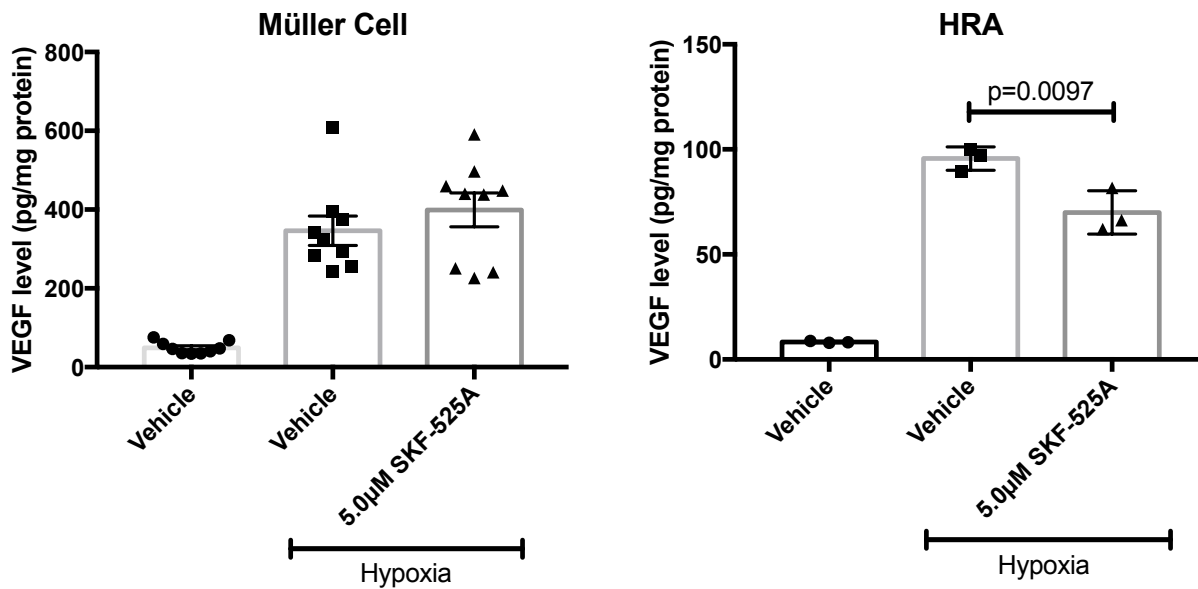 Müller Cell
VEGF level (pg/mg protein)
800
600
400
200
0
Vehicle
Vehicle
5.0µM SKF-525A
Hypoxia
HRA
VEGF level (pg/mg protein)
150
100
50
0
p=0.0097
Vehicle
Vehicle
5.0µM SKF-525A
Hypoxia